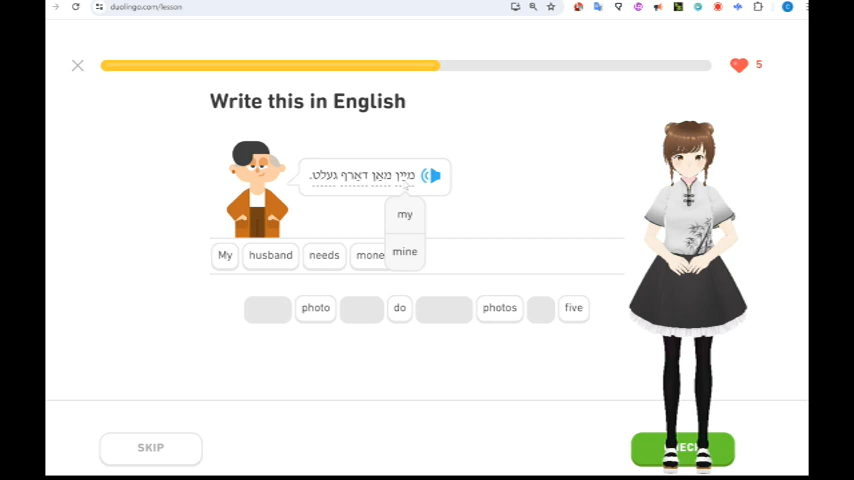 duolingo.com/lesson
5
Write this in English
מײַן מאַן דאַרף געלט.
my
mine
My husband needs
photo do photos five
SKIP